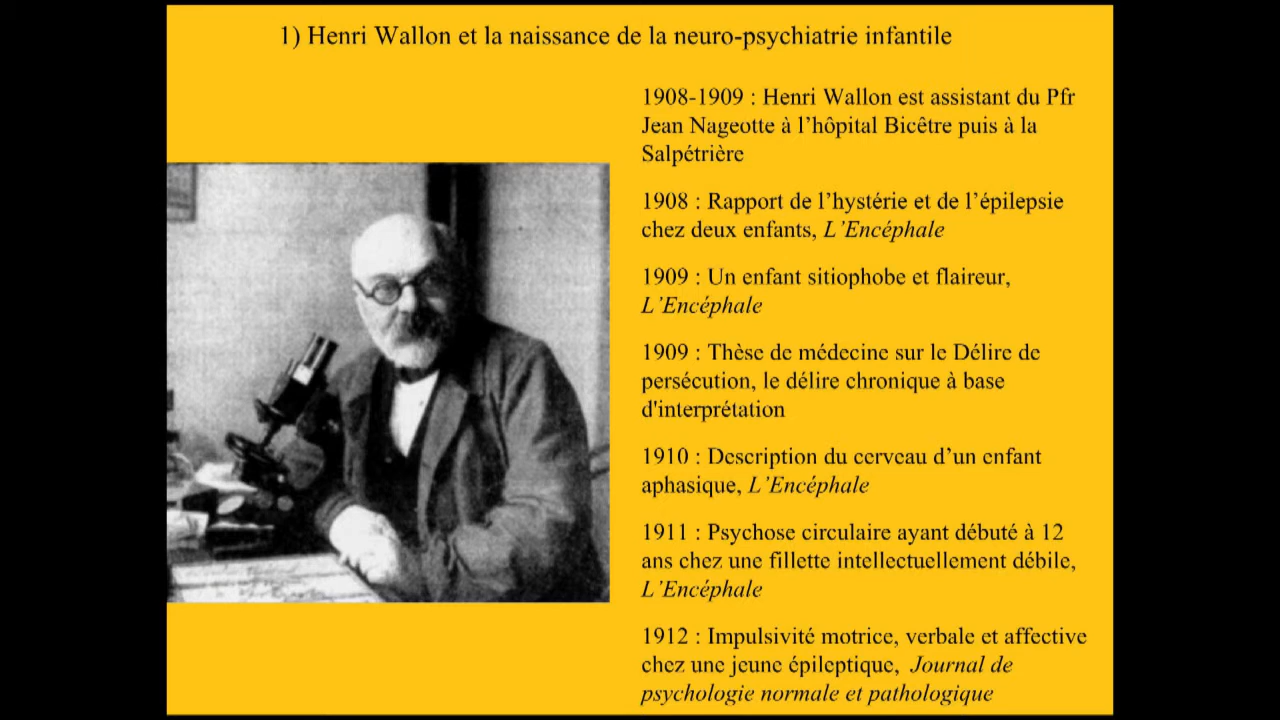 1) Henri Wallon et la naissance de la neuro-psychiatrie infantile
1908-1909 : Henri Wallon est assistant du Pfr
Jean Nageotte à l’hôpital Bicêtre puis à la
Salpétrière
1908 : Rapport de l’hystérie et de l’épilepsie
chez deux enfants, L’Encéphale
1909 : Un enfant sitiophobe et flaireur,
L’Encéphale
1909 : Thèse de médecine sur le Délire de
persécution, le délire chronique à base
d'interprétation
1910 : Description du cerveau d’un enfant
aphasique, L’Encéphale
1911 : Psychose circulaire ayant débuté à 12
ans chez une fillette intellectuellement débile,
L’Encéphale
1912 : Impulsivité motrice, verbale et affective
chez une jeune épileptique, Journal de
psychologie normale et pathologique